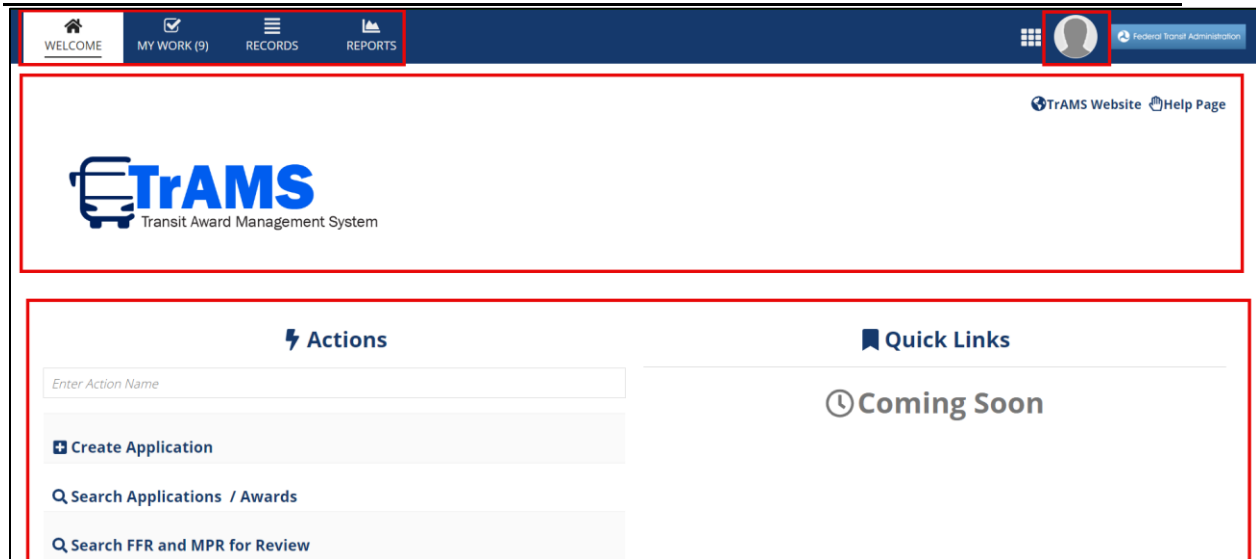 WELCOME MY WORK (9) RECORDS REPORTS Federal Transit Administration
TrAMS Website Help Page
TrAMS
Transit Award Management System
Actions Quick Links
Enter Action Name
Coming Soon
Create Application
Search Applications / Awards
Search FFR and MPR for Review